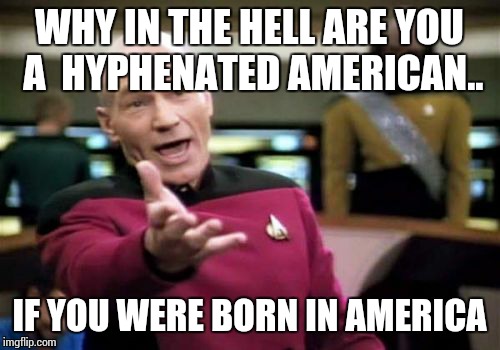 WHY IN THE HELL ARE YOU
A HYPHENATED AMERICAN..
IF YOU WERE BORN IN AMERICA
imgflip.com